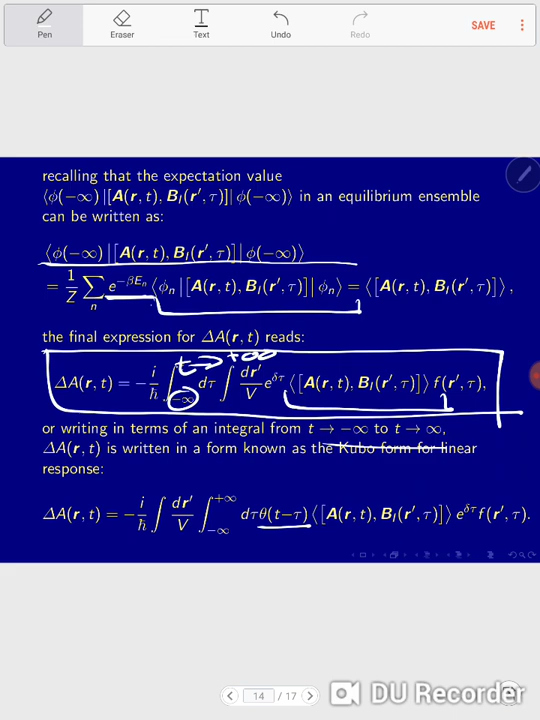 Pen Eraser Text Undo Redo SAVE
recalling that the expectation value
⟨ϕ(−∞) |[A(r, t), B_I(r′, τ)]| ϕ(−∞)⟩ in an equilibrium ensemble
can be written as:
⟨ϕ(−∞) |[A(r, t), B_I(r′, τ)]| ϕ(−∞)⟩
= 1/Z ∑_n e^{−βE_n} ⟨ϕ_n |[A(r, t), B_I(r′, τ)]| ϕ_n⟩ = ⟨[A(r, t), B_I(r′, τ)]⟩,
the final expression for ΔA(r, t) reads:
t → +∞
ΔA(r, t) = −i/ħ ∫_{−∞} dτ ∫ dr′/V e^{δτ} ⟨[A(r, t), B_I(r′, τ)]⟩ f(r′, τ),
or writing in terms of an integral from t → −∞ to t → ∞,
ΔA(r, t) is written in a form known as the Kubo form for linear
response:
ΔA(r, t) = −i/ħ ∫ dr′/V ∫_{−∞}^{+∞} dτθ(t−τ) ⟨[A(r, t), B_I(r′, τ)]⟩ e^{δτ} f(r′, τ).
14 / 17 DU Recorder